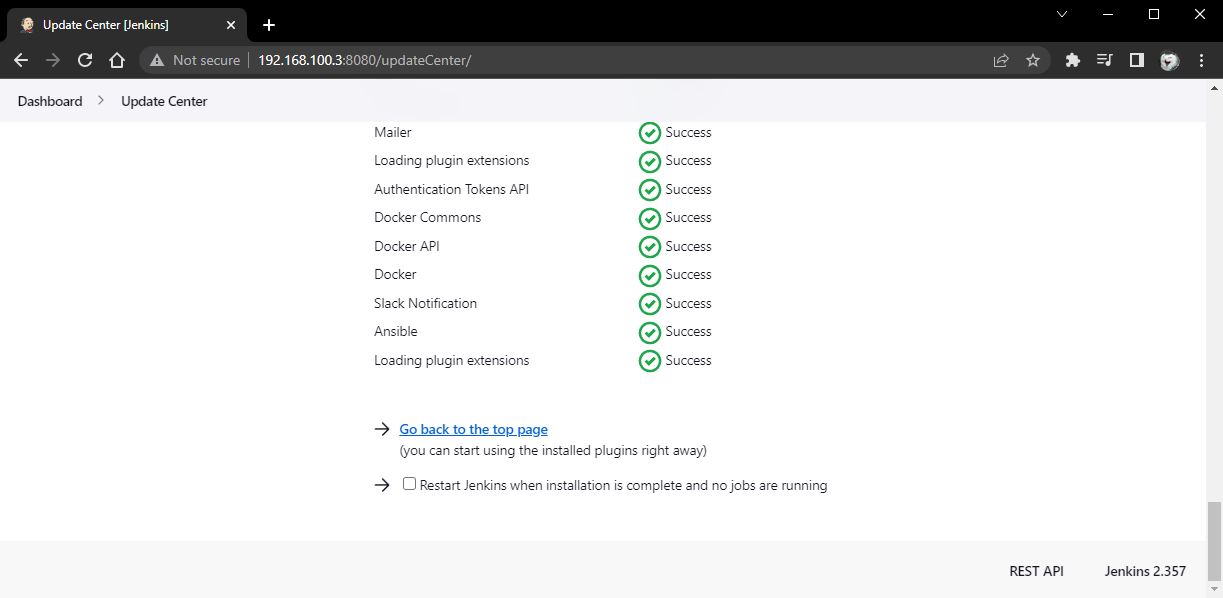 Update Center [Jenkins]
Not secure 192.168.100.3:8080/updateCenter/
Dashboard Update Center
Mailer Success
Loading plugin extensions Success
Authentication Tokens API Success
Docker Commons Success
Docker API Success
Docker Success
Slack Notification Success
Ansible Success
Loading plugin extensions Success
Go back to the top page
(you can start using the installed plugins right away)
Restart Jenkins when installation is complete and no jobs are running
REST API Jenkins 2.357